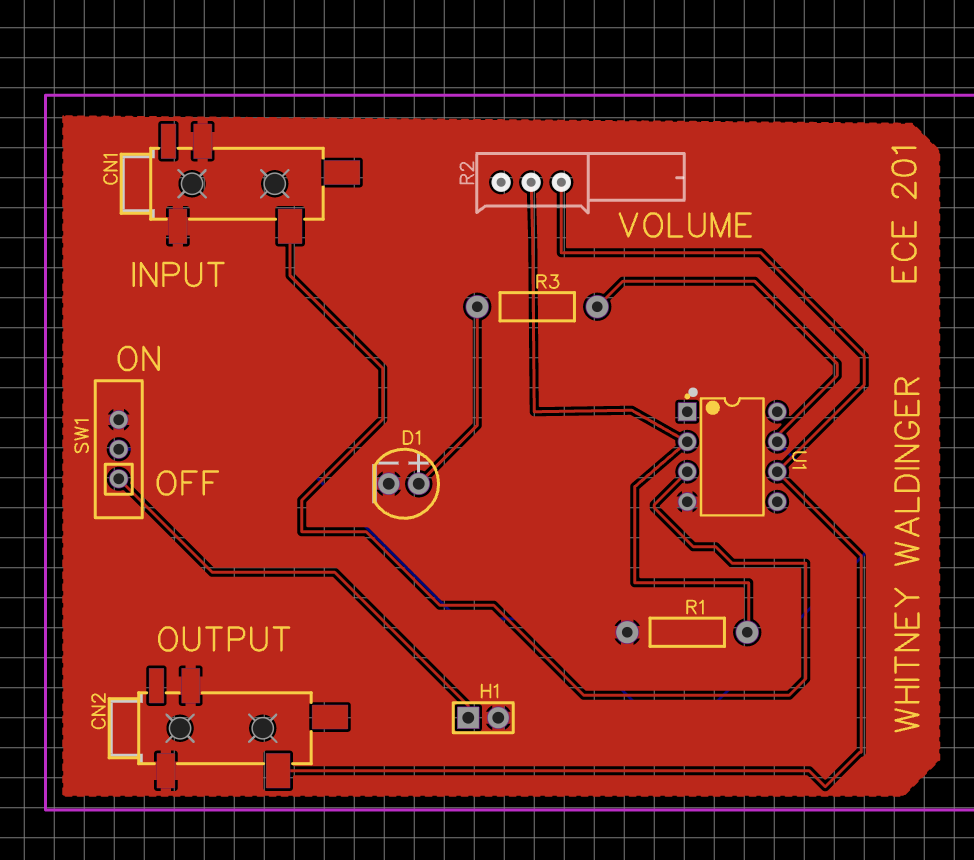 CN1
R2
ECE 201
VOLUME
INPUT
R3
ON
SW1
D1
U1
OFF
WHITNEY WALDINGER
R1
OUTPUT
H1
CN2